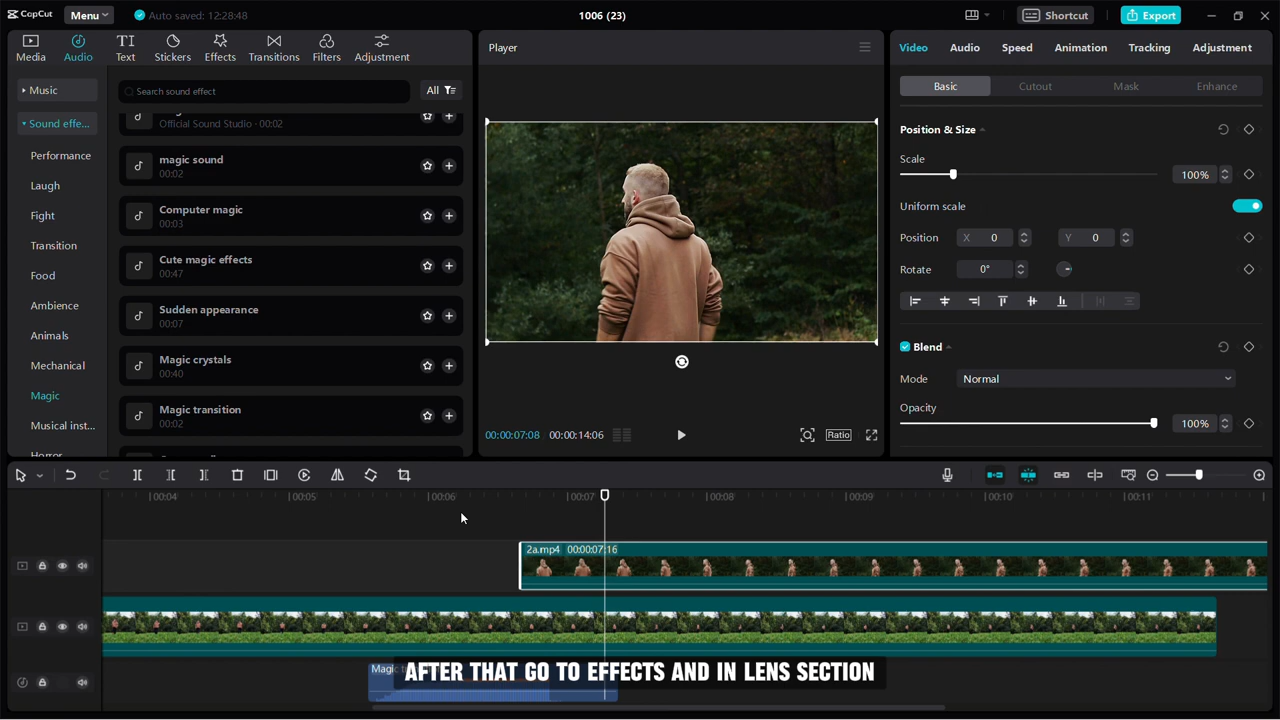 CapCut
Menu
Auto saved: 12:28:48
1006 (23)
Shortcut
Export
Media
Audio
Text
Stickers
Effects
Transitions
Filters
Adjustment
Music
Sound effe...
Performance
Laugh
Fight
Transition
Food
Ambience
Animals
Mechanical
Magic
Musical inst...
Search sound effect
All
Official Sound Studio · 00:02
magic sound
00:02
Computer magic
00:03
Cute magic effects
00:47
Sudden appearance
00:07
Magic crystals
00:40
Magic transition
00:02
Player
00:00:07:08 00:00:14:06
Ratio
Video Audio Speed Animation Tracking Adjustment
Basic Cutout Mask Enhance
Position & Size
Scale
100%
Uniform scale
Position X 0 Y 0
Rotate 0°
Blend
Mode Normal
Opacity
100%
00:04 00:05 00:06 00:07 00:08 00:09 00:10 00:11
2a.mp4 00:00:07:16
AFTER THAT GO TO EFFECTS AND IN LENS SECTION